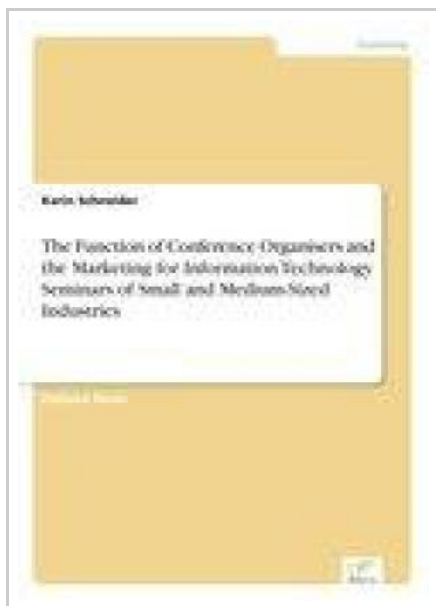 Karin Schneider
The Function of Conference Organisers and
the Marketing for Information Technology
Seminars of Small and Medium-Sized
Industries